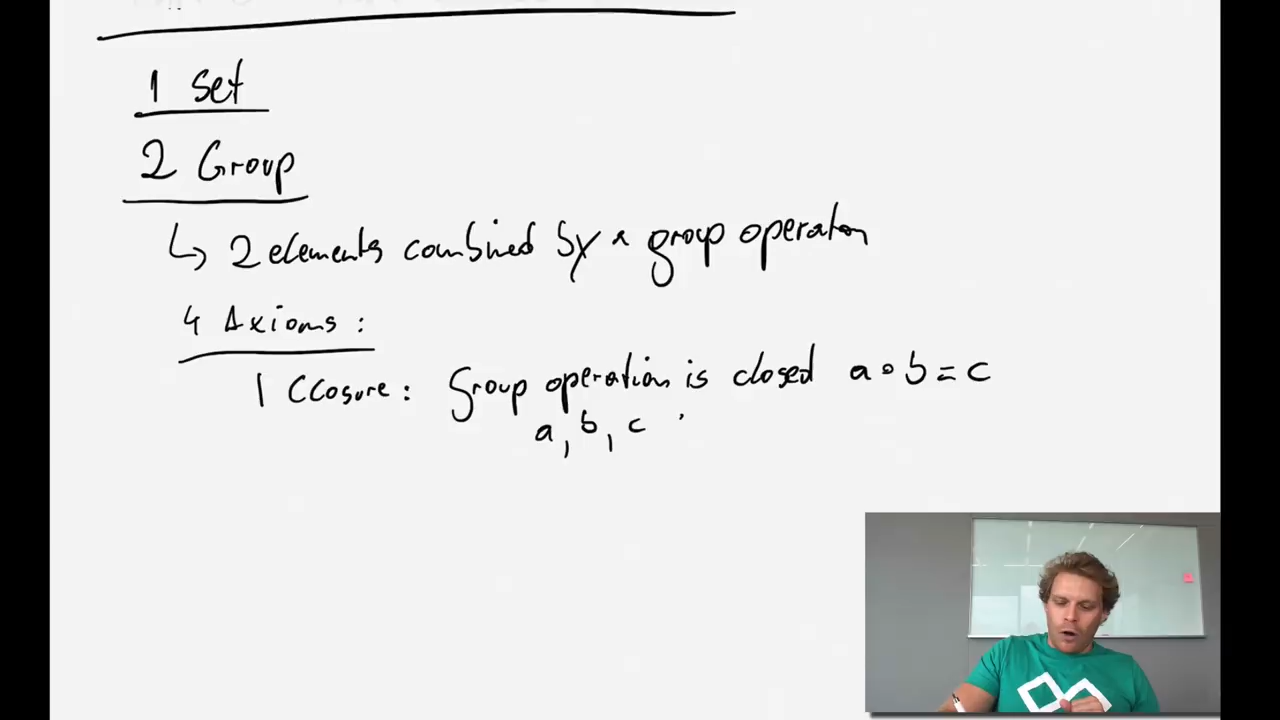 1 Set
2 Group
↳ 2 elements combined by a group operation
4 Axioms:
1 Closure: Group operation is closed a∘b=c
a, b, c